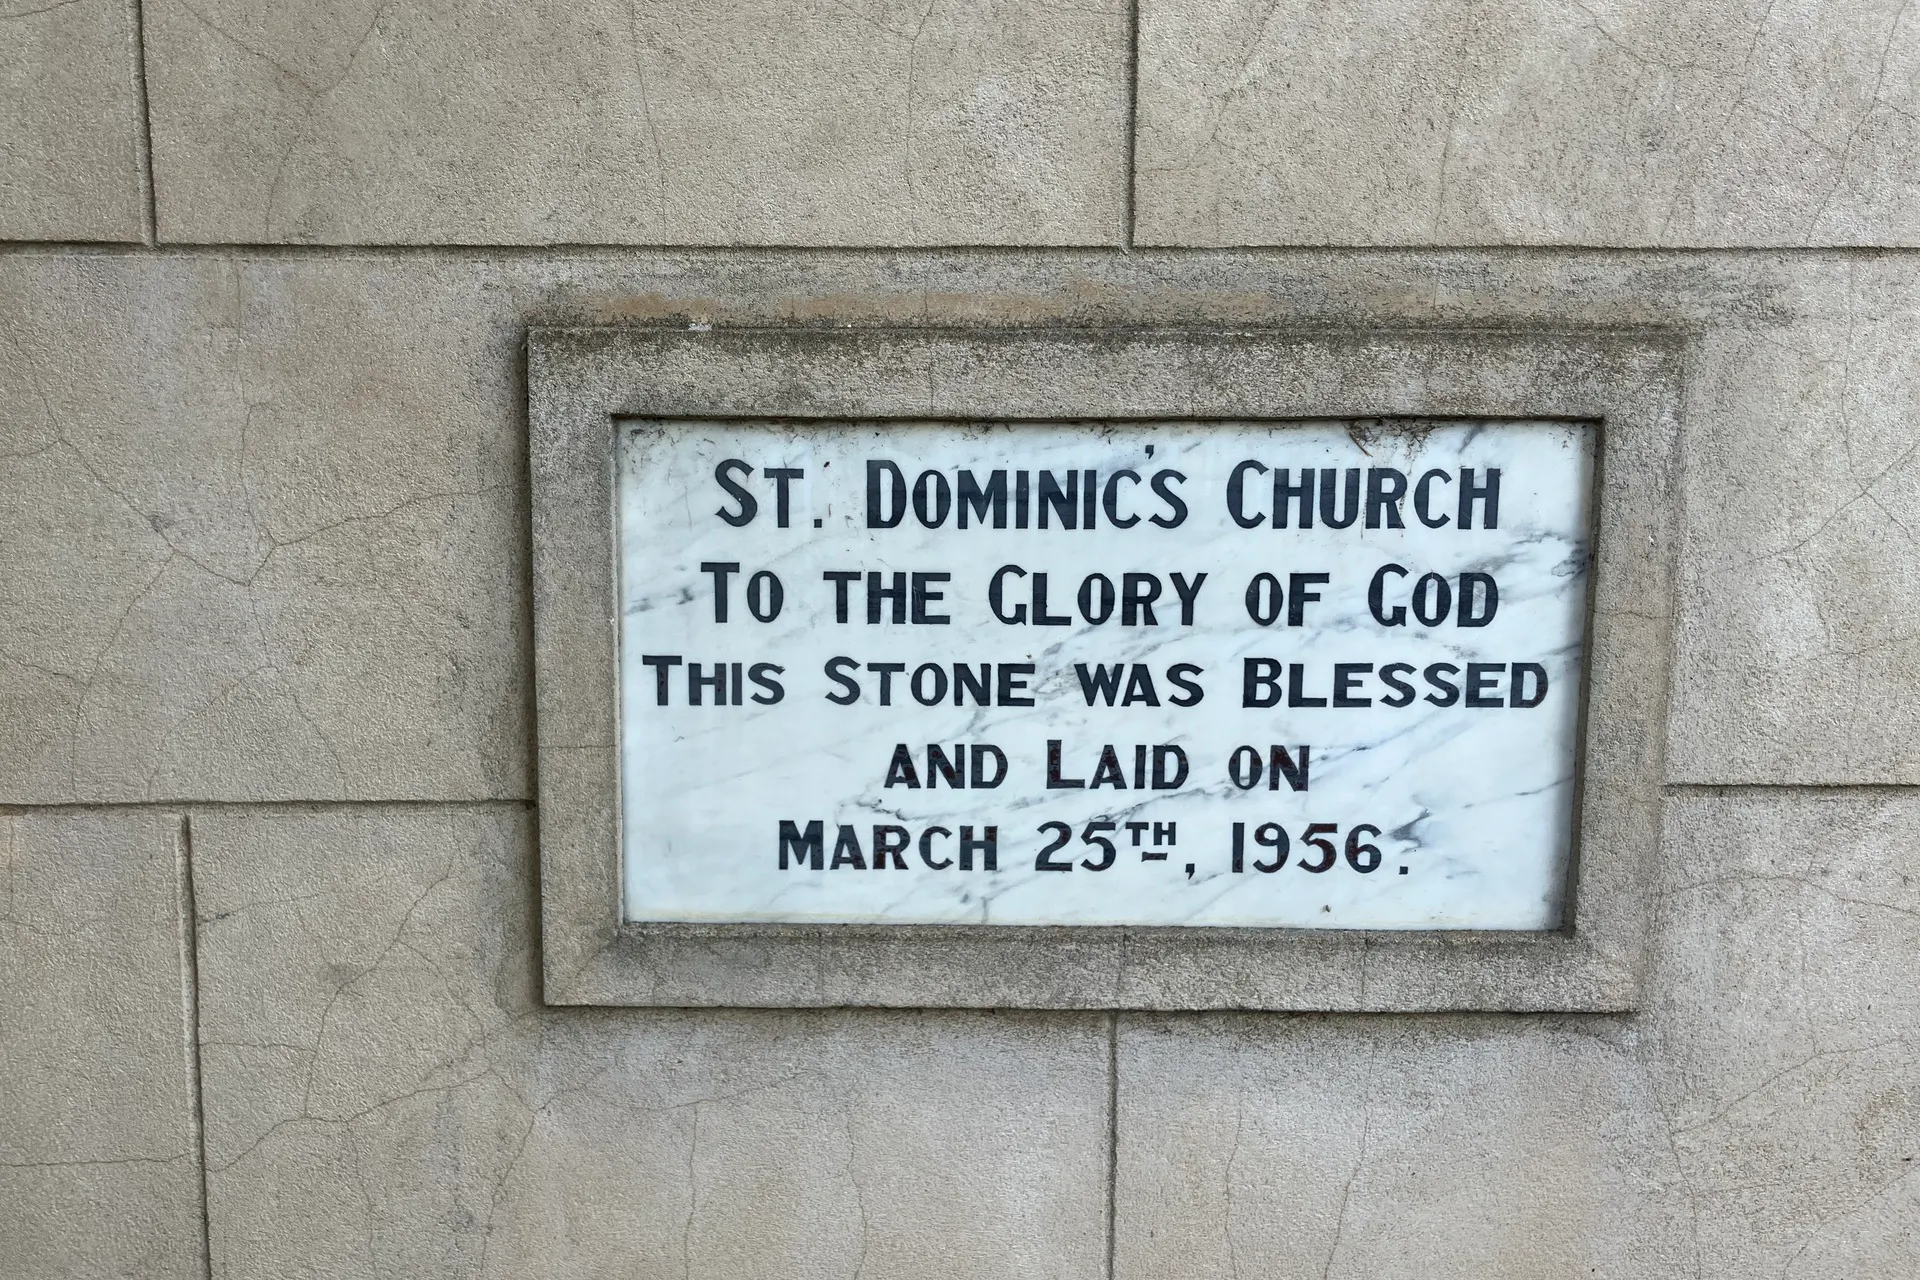 ST. DOMINIC'S CHURCH
TO THE GLORY OF GOD
THIS STONE WAS BLESSED
AND LAID ON
MARCH 25TH, 1956.